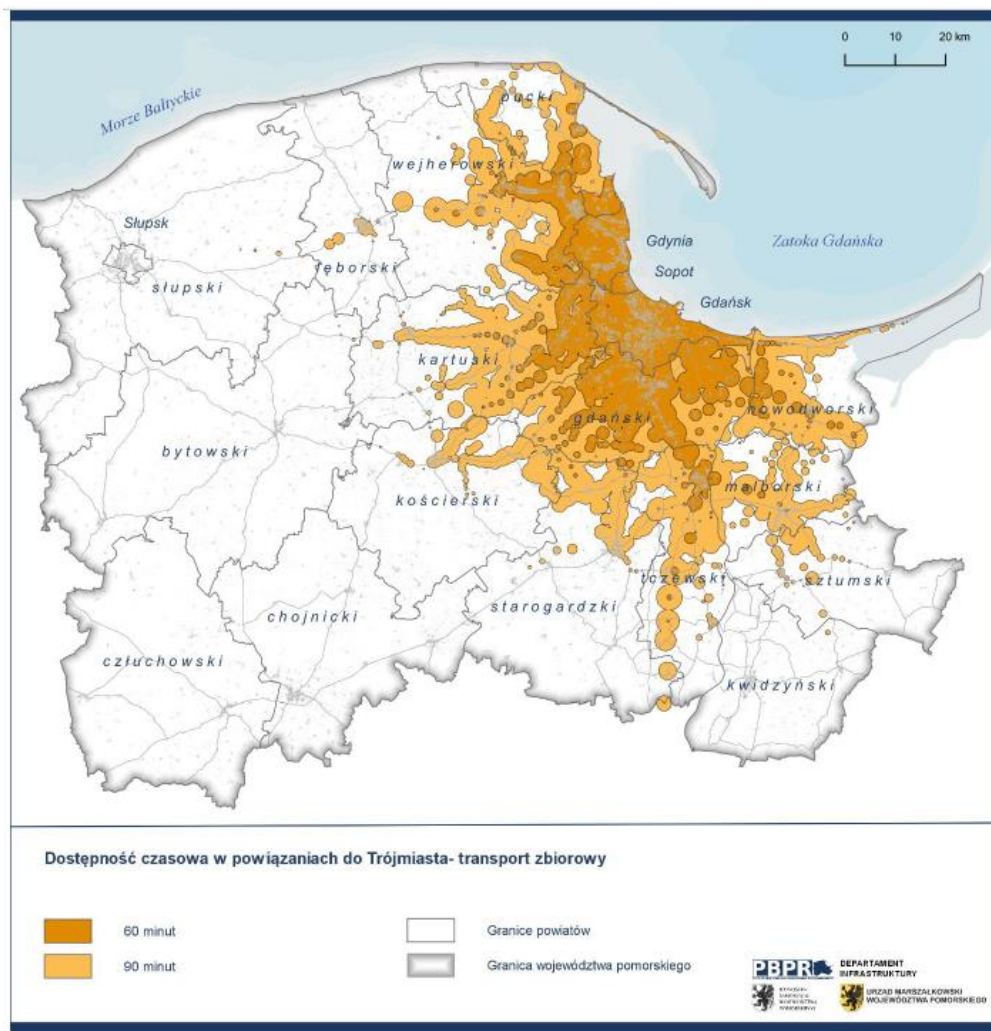 0 10 20 km
Morze Bałtyckie
pucki
wejherowski
Słupsk
Gdynia
Zatoka Gdańska
słupski
lęborski
Sopot
Gdańsk
kartuski
gdański
nowodworski
bytowski
malborski
kościerski
tczewski
sztumski
starogardzki
chojnicki
człuchowski
kwidzyński
Dostępność czasowa w powiązaniach do Trójmiasta- transport zbiorowy
60 minut
Granice powiatów
90 minut
Granica województwa pomorskiego
PBPR
DEPARTAMENT
INFRASTRUKTURY
URZĄD MARSZAŁKOWSKI
WOJEWÓDZTWA POMORSKIEGO